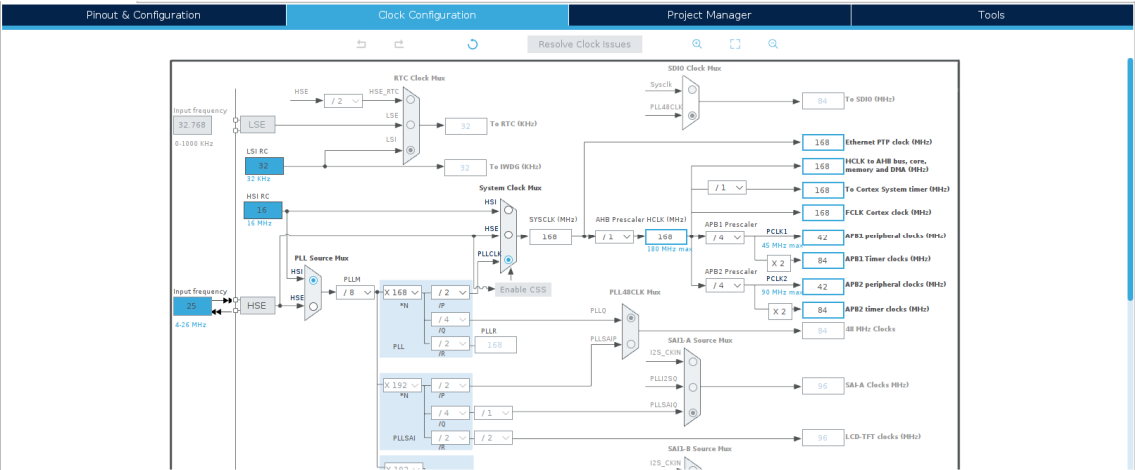 Pinout & Configuration
Clock Configuration
Project Manager
Tools
Resolve Clock Issues
RTC Clock Mux
HSE
/ 2
HSE_RTC
LSE
LSI
32
To RTC (KHz)
32
To IWDG (KHz)
Input frequency
32.768
0-1000 KHz
LSE
LSI RC
32
32 KHz
HSI RC
16
16 MHz
SDIO Clock Mux
Sysclk
PLL48CLK
84
To SDIO (MHz)
System Clock Mux
HSI
HSE
PLLCLK
Enable CSS
SYSCLK (MHz)
168
AHB Prescaler
/ 1
HCLK (MHz)
168
180 MHz max
168
Ethernet PTP clock (MHz)
168
HCLK to AHB bus, core,
memory and DMA (MHz)
/ 1
168
To Cortex System timer (MHz)
168
FCLK Cortex clock (MHz)
APB1 Prescaler
/ 4
PCLK1
45 MHz max
42
APB1 peripheral clocks (MHz)
X 2
84
APB1 Timer clocks (MHz)
APB2 Prescaler
/ 4
PCLK2
90 MHz max
42
APB2 peripheral clocks (MHz)
X 2
84
APB2 timer clocks (MHz)
PLL Source Mux
HSI
HSE
Input frequency
25
4-26 MHz
HSE
PLLM
/ 8
X 168
*N
/ 2
/P
/ 4
/Q
/ 2
/R
PLL
PLLR
168
PLL48CLK Mux
PLLQ
PLLSAIP
84
48 MHz Clocks
X 192
*N
/ 2
/P
/ 4
/Q
/ 1
/ 2
/R
/ 2
PLLSAI
SAI1-A Source Mux
I2S_CKIN
PLLI2SQ
PLLSAIQ
96
SAI-A Clocks MHz)
96
LCD-TFT clocks (MHz)
SAI1-B Source Mux
I2S_CKIN
X 192